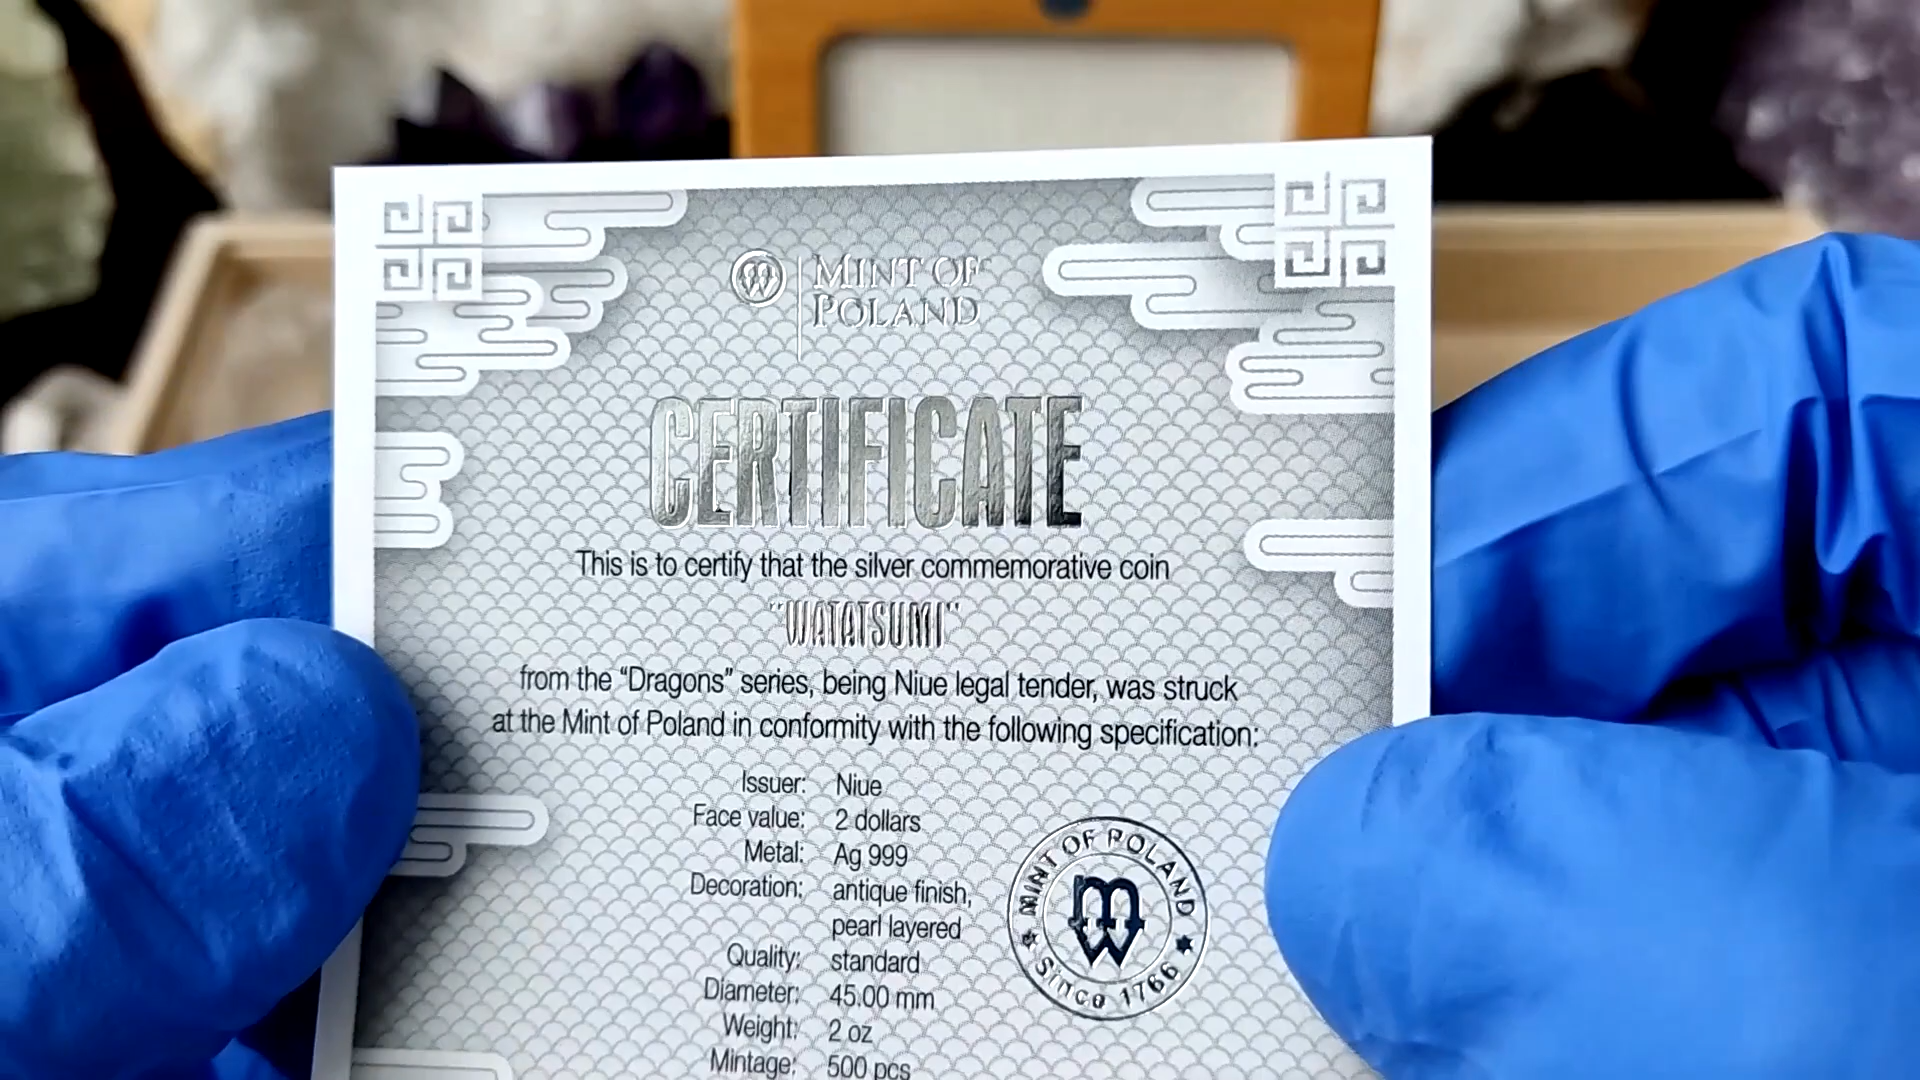 MINT OF
POLAND
CERTIFICATE
This is to certify that the silver commemorative coin
"WATATSUMI"
from the “Dragons” series, being Niue legal tender, was struck
at the Mint of Poland in conformity with the following specification:
Issuer: Niue
Face value: 2 dollars
Metal: Ag 999
Decoration: antique finish,
pearl layered
Quality: standard
Diameter: 45.00 mm
Weight: 2 oz
Mintage: 500 pcs
MINT OF POLAND
Since 1766